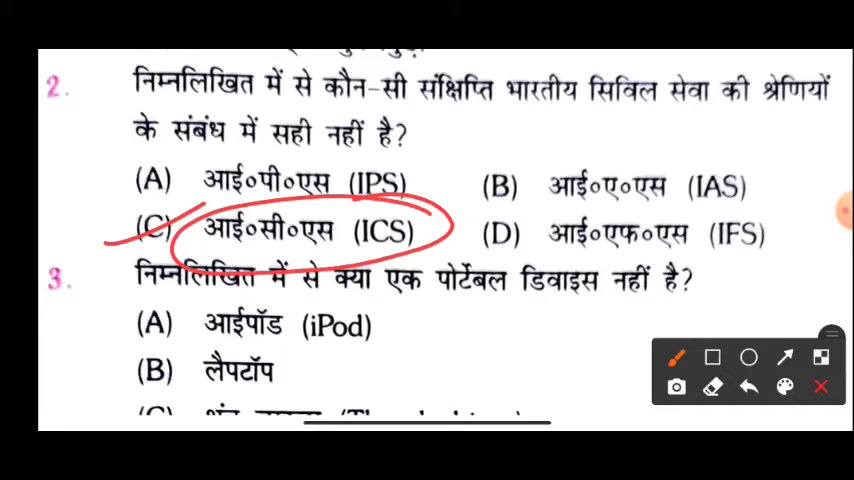 2. निम्नलिखित में से कौन-सी संक्षिप्ति भारतीय सिविल सेवा की श्रेणियों
के संबंध में सही नहीं है?
(A) आई०पी०एस (IPS) (B) आई०ए०एस (IAS)
(C) आई०सी०एस (ICS) (D) आई०एफ०एस (IFS)
3. निम्नलिखित में से क्या एक पोर्टेबल डिवाइस नहीं है?
(A) आईपॉड (iPod)
(B) लैपटॉप